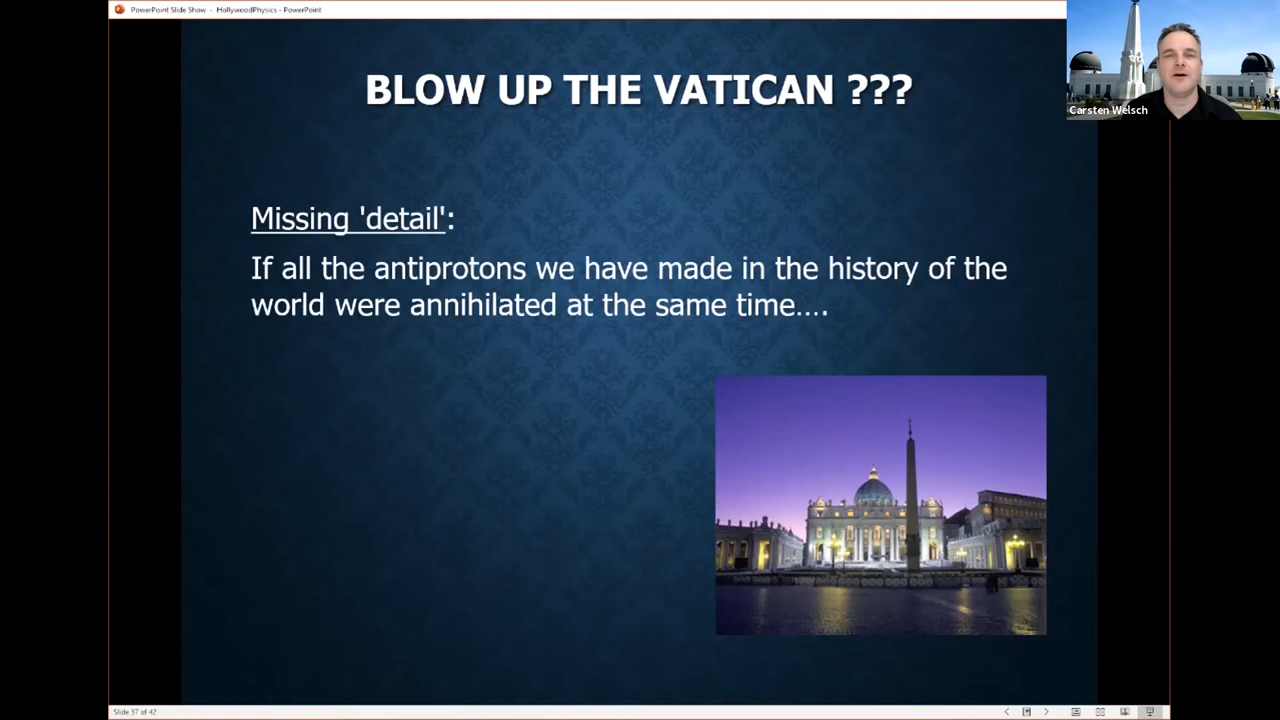 PowerPoint Slide Show - HollywoodPhysics - PowerPoint
Carsten Welsch
BLOW UP THE VATICAN ???
Missing 'detail':
If all the antiprotons we have made in the history of the
world were annihilated at the same time....
Slide 37 of 42